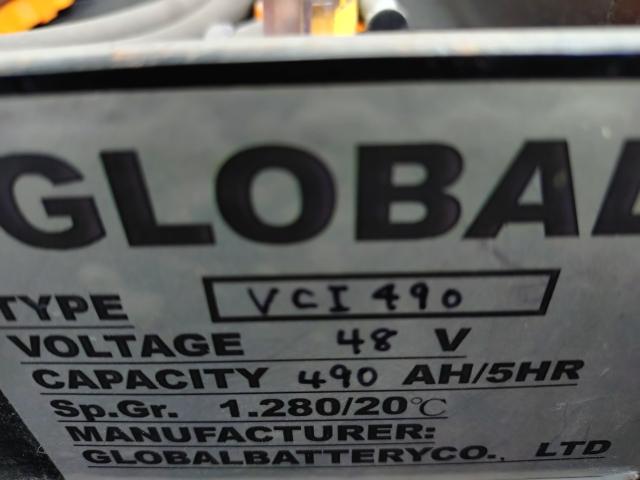 GLOBAL
TYPE VCI 490
VOLTAGE 48 V
CAPACITY 490 AH/5HR
Sp.Gr. 1.280/20℃
MANUFACTURER:
GLOBALBATTERYCO., LTD